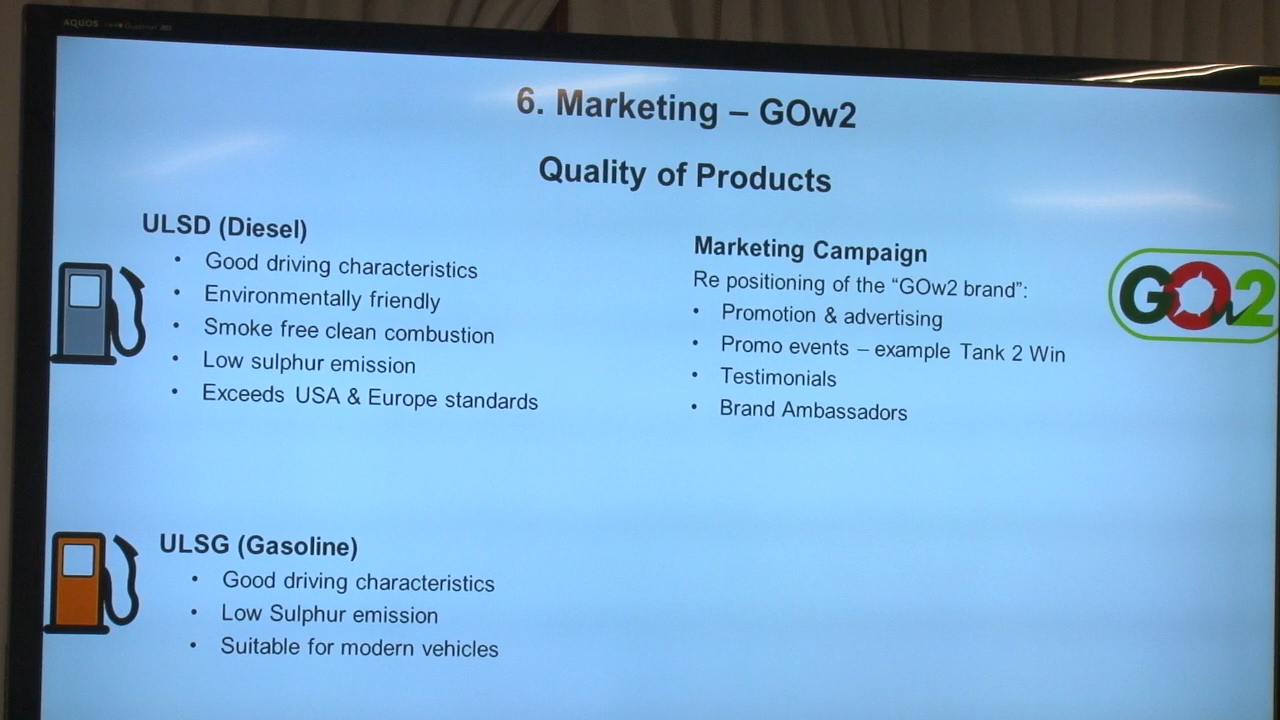 AQUOS
6. Marketing – GOw2
Quality of Products
ULSD (Diesel)
• Good driving characteristics
• Environmentally friendly
• Smoke free clean combustion
• Low sulphur emission
• Exceeds USA & Europe standards
Marketing Campaign
Re positioning of the “GOw2 brand”:
• Promotion & advertising
• Promo events – example Tank 2 Win
• Testimonials
• Brand Ambassadors
GOw2
ULSG (Gasoline)
• Good driving characteristics
• Low Sulphur emission
• Suitable for modern vehicles